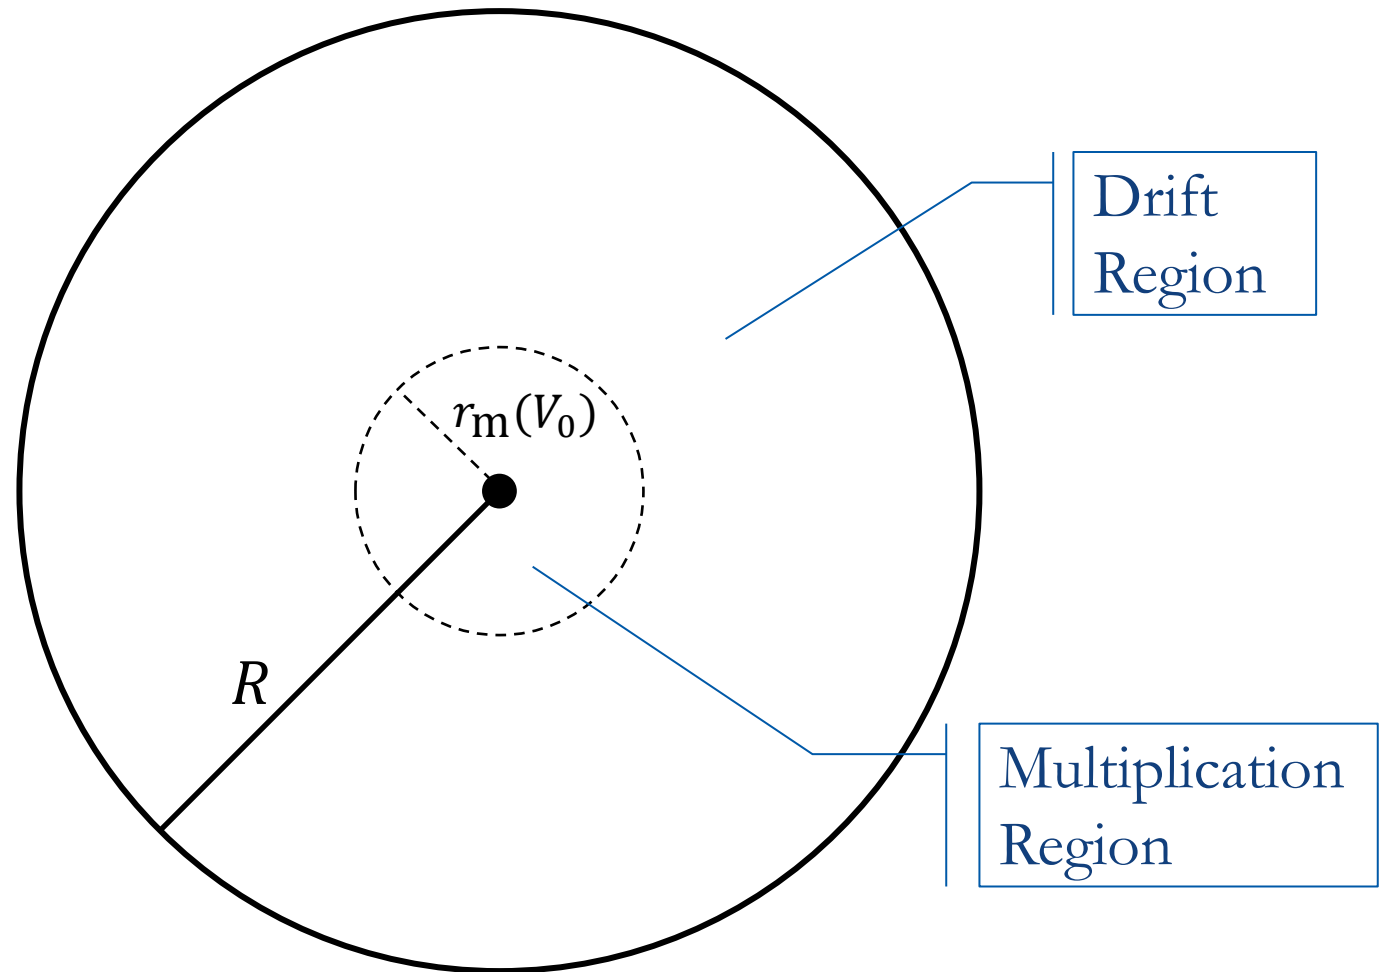 Drift
Region
r_m(V_0)
R
Multiplication
Region